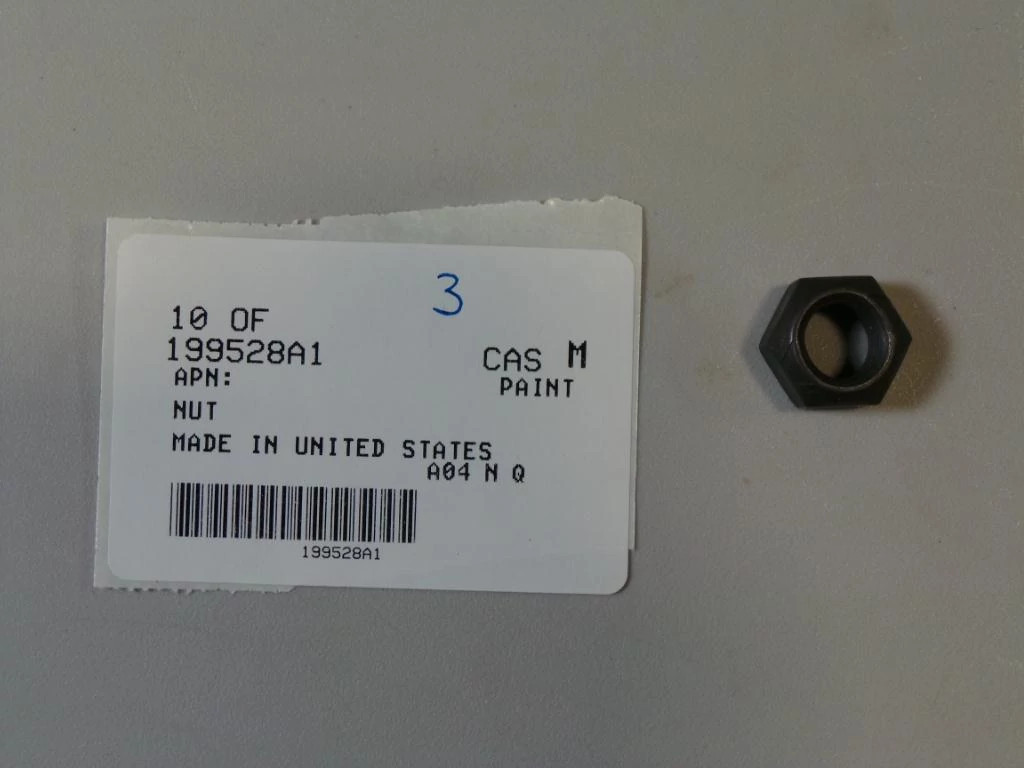 3
10 OF
199528A1
CAS M
APN:
PAINT
NUT
MADE IN UNITED STATES
A04 N Q
199528A1